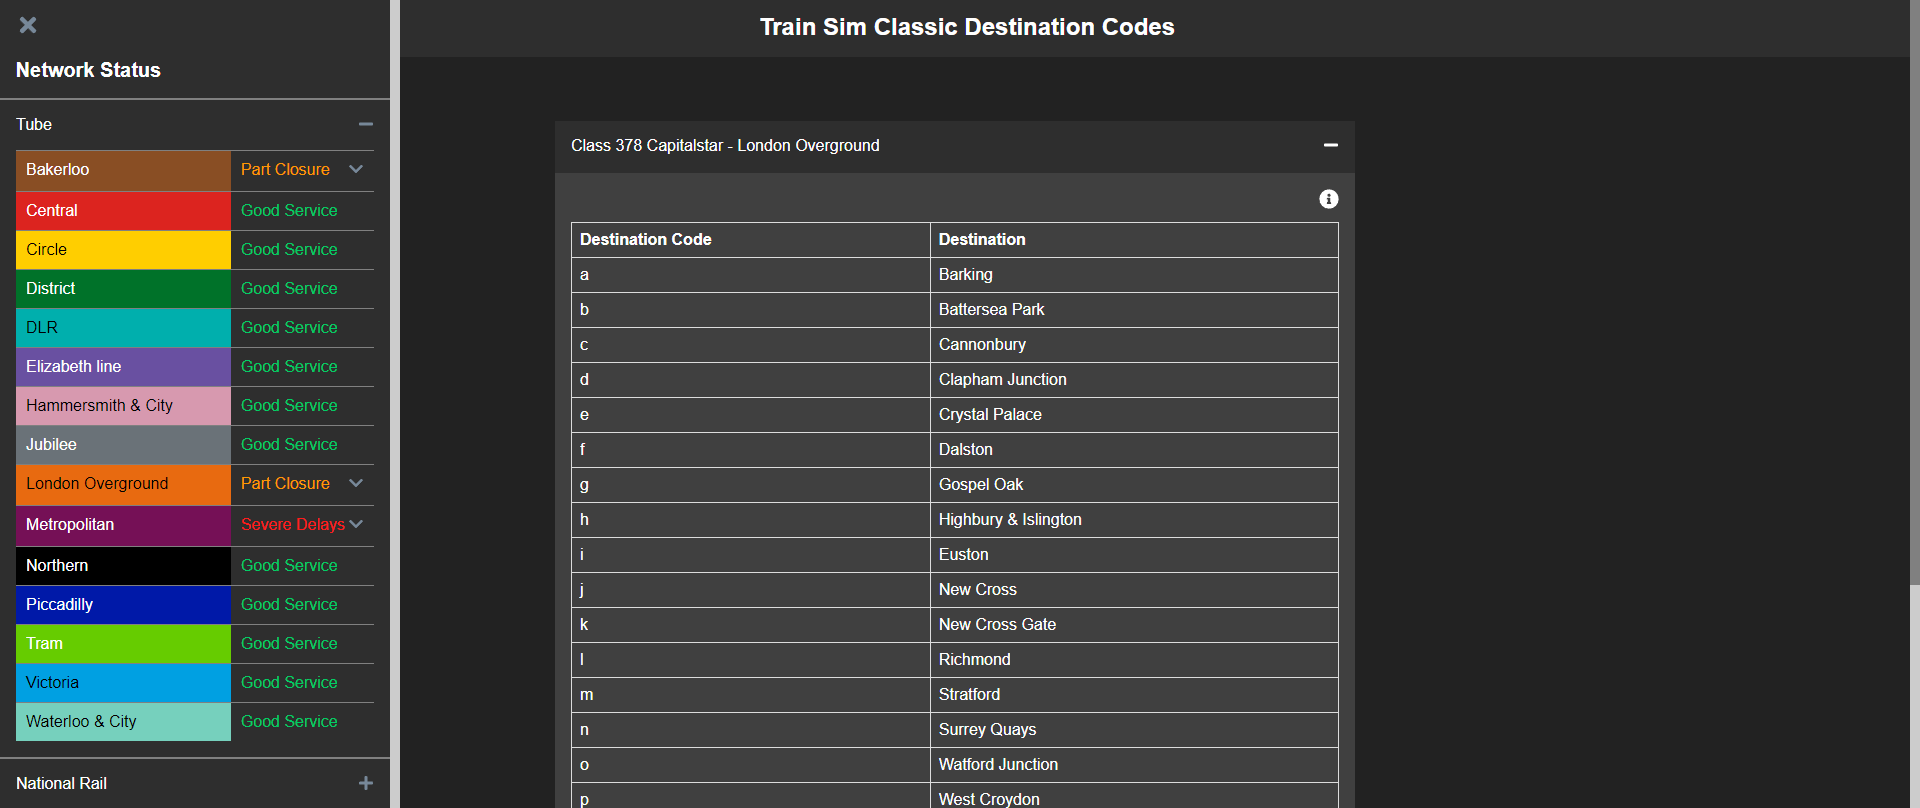 Network Status
Tube
Bakerloo Part Closure
Central Good Service
Circle Good Service
District Good Service
DLR Good Service
Elizabeth line Good Service
Hammersmith & City Good Service
Jubilee Good Service
London Overground Part Closure
Metropolitan Severe Delays
Northern Good Service
Piccadilly Good Service
Tram Good Service
Victoria Good Service
Waterloo & City Good Service
National Rail
Train Sim Classic Destination Codes
Class 378 Capitalstar - London Overground
Destination Code Destination
a Barking
b Battersea Park
c Cannonbury
d Clapham Junction
e Crystal Palace
f Dalston
g Gospel Oak
h Highbury & Islington
i Euston
j New Cross
k New Cross Gate
l Richmond
m Stratford
n Surrey Quays
o Watford Junction
p West Croydon